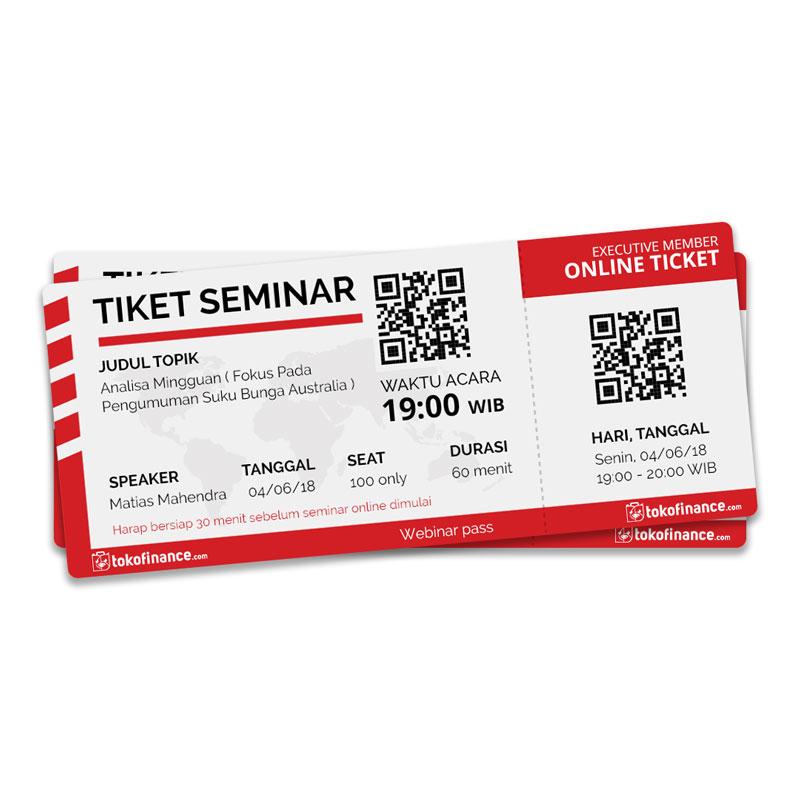 TIKET SEMINAR
JUDUL TOPIK
Analisa Mingguan ( Fokus Pada
Pengumuman Suku Bunga Australia )
WAKTU ACARA
19:00 WIB
SPEAKER
Matias Mahendra
TANGGAL
04/06/18
SEAT
100 only
DURASI
60 menit
Harap bersiap 30 menit sebelum seminar online dimulai
tokofinance.com
Webinar pass
EXECUTIVE MEMBER
ONLINE TICKET
HARI, TANGGAL
Senin, 04/06/18
19:00 - 20:00 WIB
tokofinance.com
tokofinance.com